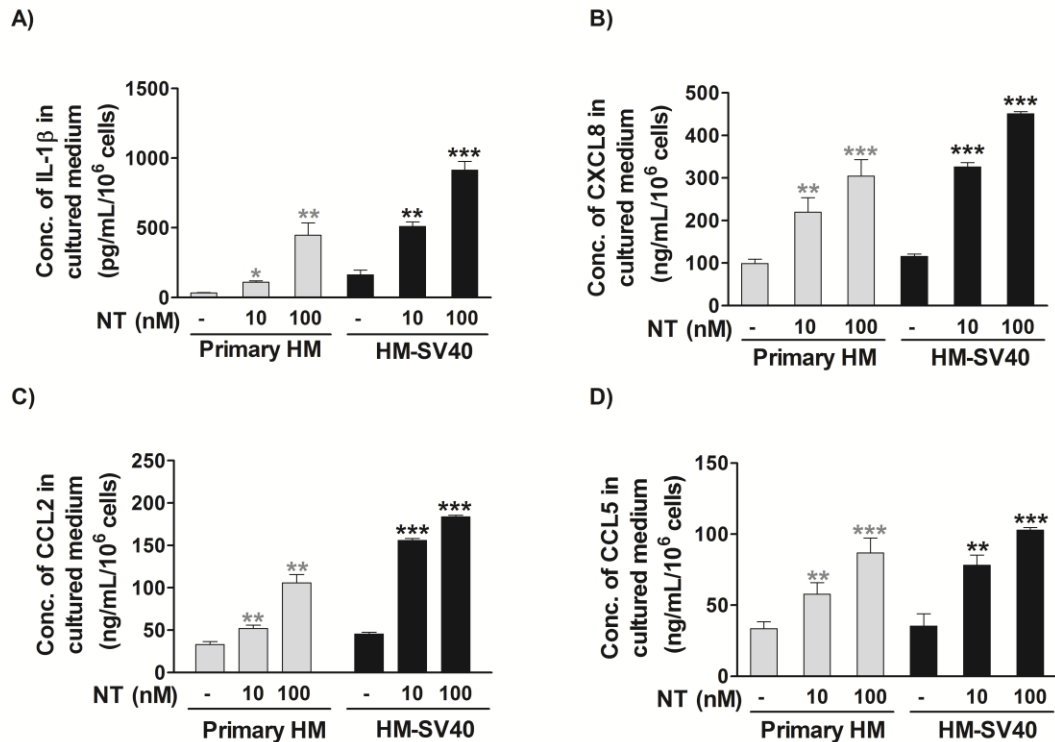 A)
Conc. of IL-1β in
cultured medium
(pg/mL/10⁶ cells)
1500
1000
500
0
*
**
**
***
NT (nM)
- 10 100 - 10 100
Primary HM HM-SV40
B)
Conc. of CXCL8 in
cultured medium
(ng/mL/10⁶ cells)
500
400
300
200
100
0
**
***
***
***
NT (nM)
- 10 100 - 10 100
Primary HM HM-SV40
C)
Conc. of CCL2 in
cultured medium
(ng/mL/10⁶ cells)
250
200
150
100
50
0
**
**
***
***
NT (nM)
- 10 100 - 10 100
Primary HM HM-SV40
D)
Conc. of CCL5 in
cultured medium
(ng/mL/10⁶ cells)
150
100
50
0
**
***
**
***
NT (nM)
- 10 100 - 10 100
Primary HM HM-SV40